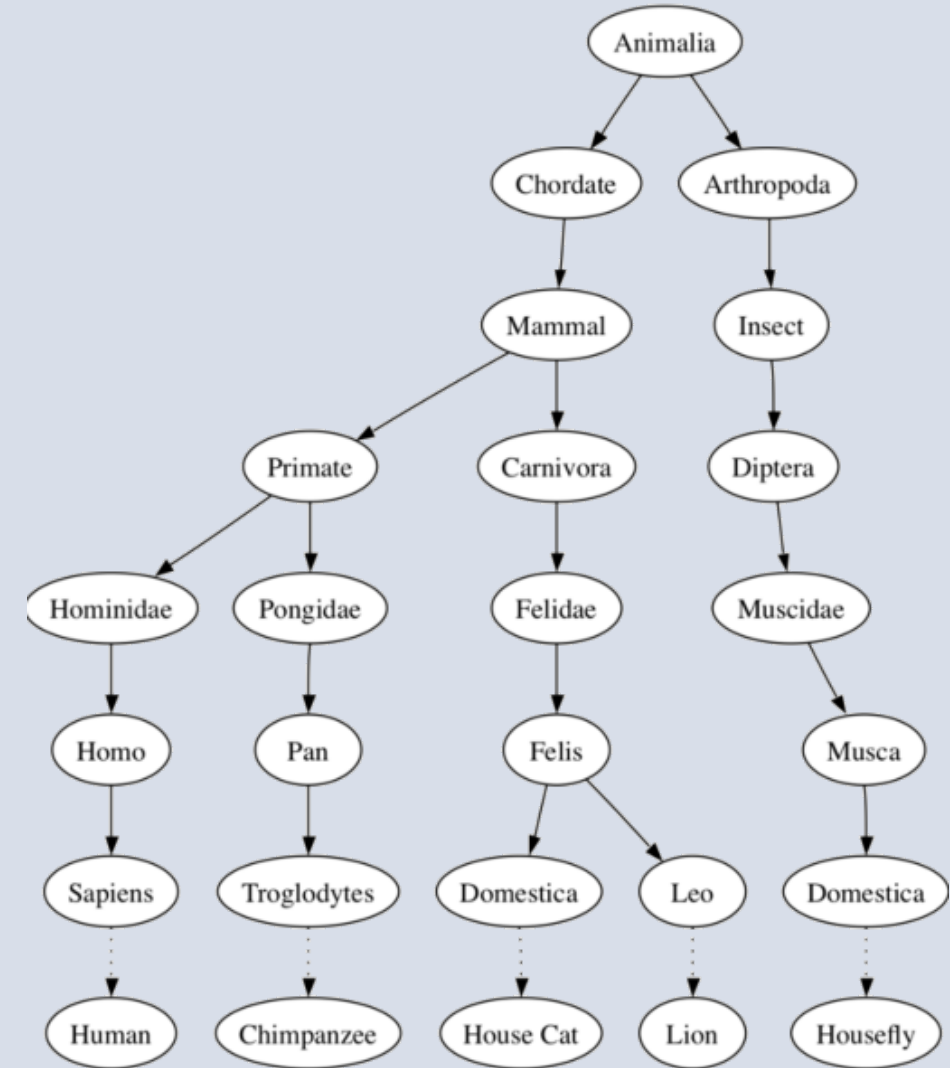 Animalia
Chordate Arthropoda
Mammal Insect
Primate Carnivora Diptera
Hominidae Pongidae Felidae Muscidae
Homo Pan Felis Musca
Sapiens Troglodytes Domestica Leo Domestica
Human Chimpanzee House Cat Lion Housefly